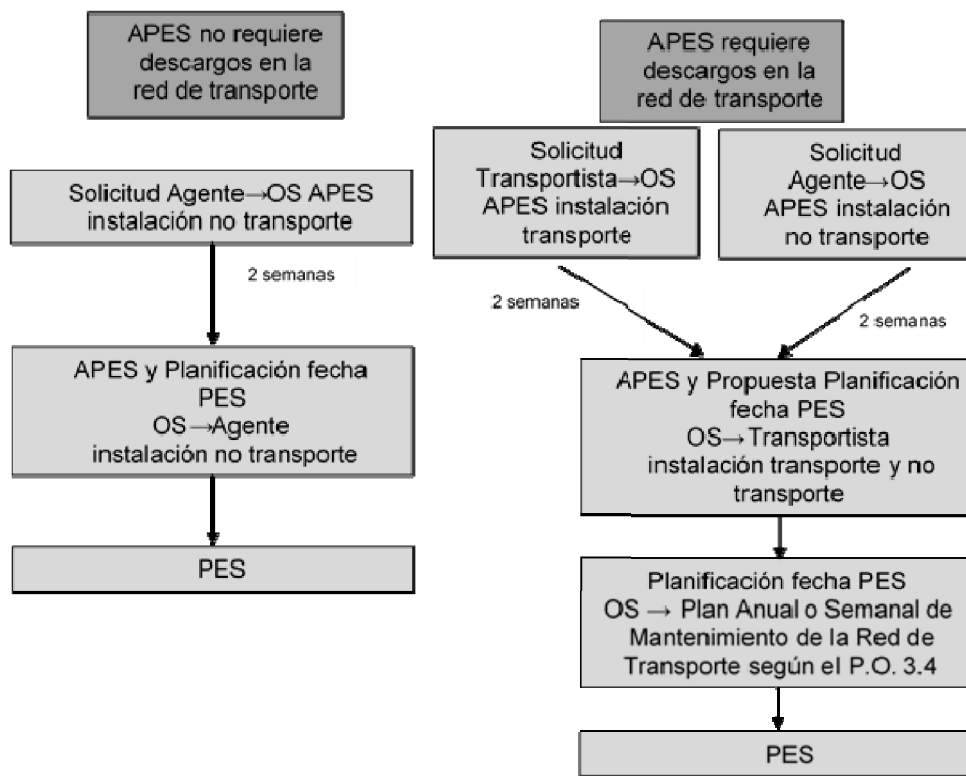 APES no requiere
descargos en la
red de transporte
Solicitud Agente→OS APES
instalación no transporte
2 semanas
APES y Planificación fecha
PES
OS→Agente
instalación no transporte
PES
APES requiere
descargos en la
red de transporte
Solicitud
Transportista→OS
APES instalación
transporte
Solicitud
Agente→OS
APES instalación
no transporte
2 semanas
2 semanas
APES y Propuesta Planificación
fecha PES
OS→Transportista
instalación transporte y no
transporte
Planificación fecha PES
OS → Plan Anual o Semanal de
Mantenimiento de la Red de
Transporte según el P.O. 3.4
PES